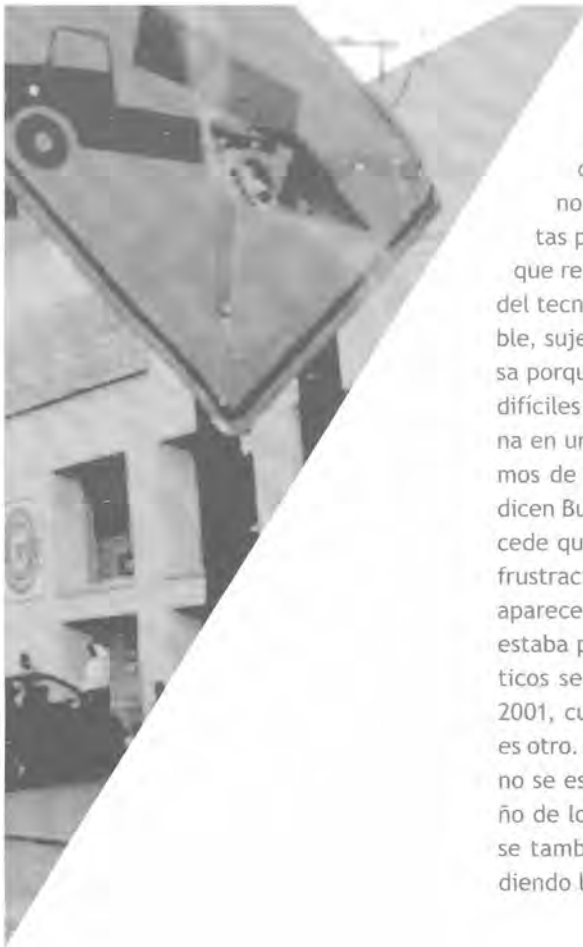 no
tas p
que re
del tecn
ble, suje
sa porqu
difíciles
na en ur
mos de
dicen Bu
cede qu
frustrac
aparece
estaba p
ticos se
2001, cu
es otro.
no se es
ño de lo
se tamb
diendo l